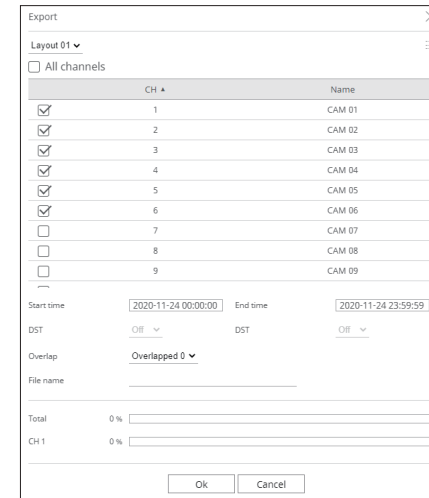 Export
Layout 01
All channels
CH Name
1 CAM 01
2 CAM 02
3 CAM 03
4 CAM 04
5 CAM 05
6 CAM 06
7 CAM 07
8 CAM 08
9 CAM 09
Start time 2020-11-24 00:00:00 End time 2020-11-24 23:59:59
DST Off DST Off
Overlap Overlapped 0
File name
Total 0 %
CH 1 0 %
Ok Cancel